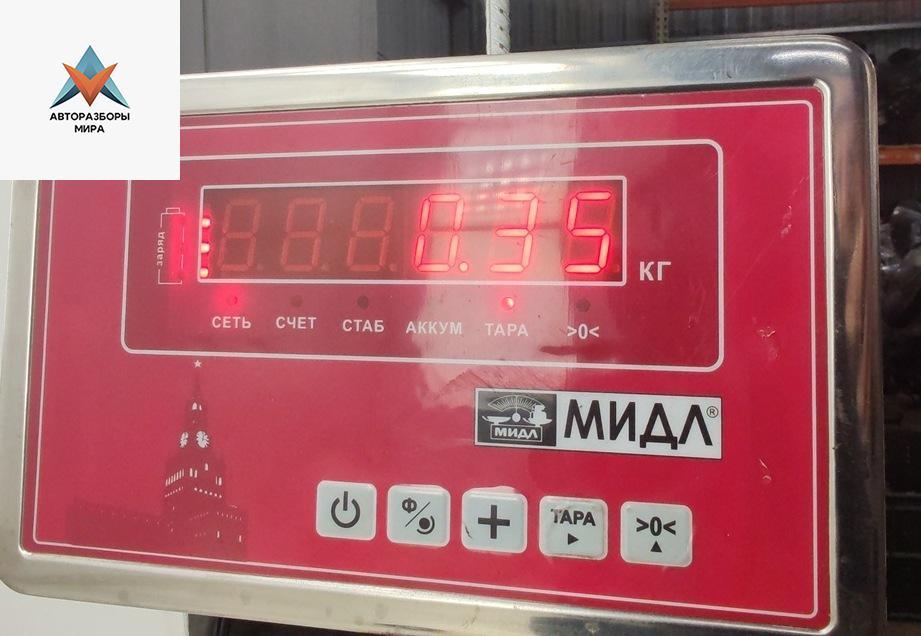 АВТОРАЗБОРЫ
МИРА
заряд
0.35
КГ
СЕТЬ СЧЕТ СТАБ АККУМ ТАРА >0<
МИДЛ
МИДЛ®
Ф
ТАРА
>0<